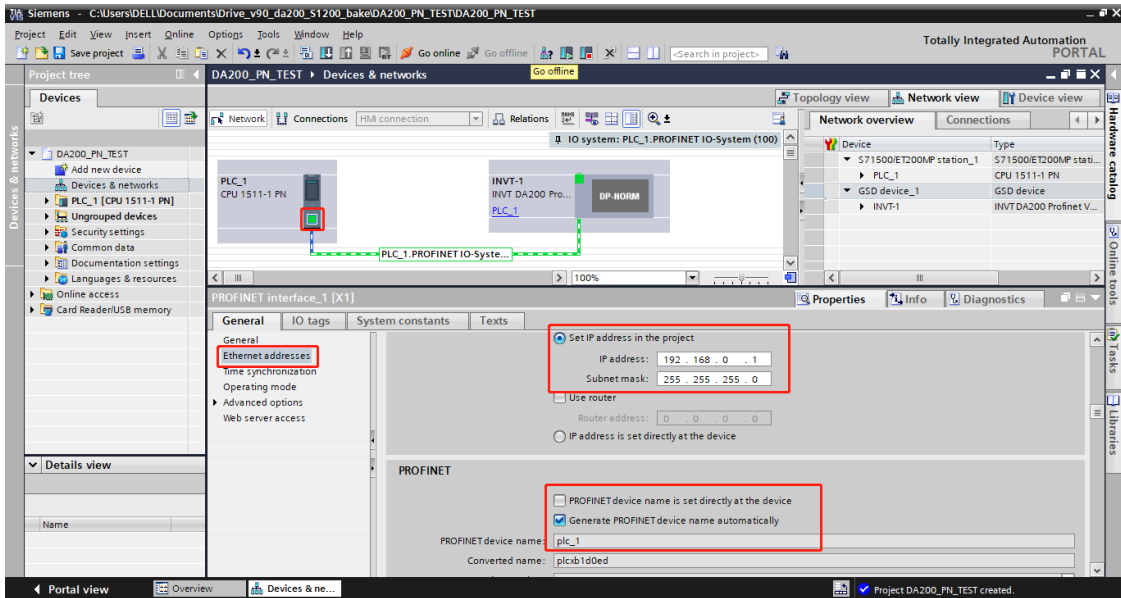 Siemens - C:\Users\DELL\Documents\Drive_v90_da200_S1200_bake\DA200_PN_TEST\DA200_PN_TEST
Project Edit View Insert Online Options Tools Window Help
Totally Integrated Automation
PORTAL
Save project Go online Go offline <Search in project>
Go offline
Project tree
DA200_PN_TEST ▸ Devices & networks
Devices
Topology view Network view Device view
Network Connections HMI connection Relations
Network overview Connections
IO system: PLC_1.PROFINET IO-System (100)
Device Type
S71500/ET200MP station_1 S71500/ET200MP stati...
PLC_1 CPU 1511-1 PN
GSD device_1 GSD device
INVT-1 INVT DA200 Profinet V...
DA200_PN_TEST
Add new device
Devices & networks
PLC_1 [CPU 1511-1 PN]
Ungrouped devices
Security settings
Common data
Documentation settings
Languages & resources
Online access
Card Reader/USB memory
PLC_1
CPU 1511-1 PN
INVT-1
INVT DA200 Pro...
PLC_1
DP-NORM
PLC_1.PROFINET IO-Syste...
100%
PROFINET interface_1 [X1]
Properties Info Diagnostics
General IO tags System constants Texts
General
Ethernet addresses
Time synchronization
Operating mode
Advanced options
Web server access
Set IP address in the project
IP address: 192 . 168 . 0 . 1
Subnet mask: 255 . 255 . 255 . 0
Use router
Router address: 0 . 0 . 0 . 0
IP address is set directly at the device
PROFINET
PROFINET device name is set directly at the device
Generate PROFINET device name automatically
PROFINET device name: plc_1
Converted name: plcxb1d0ed
Details view
Name
Devices & networks
Hardware catalog
Online tools
Tasks
Libraries
Portal view Overview Devices & ne... Project DA200_PN_TEST created.